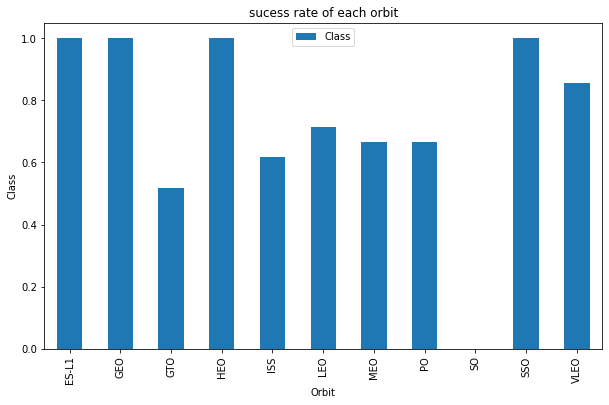 sucess rate of each orbit
Class
1.0
0.8
0.6
0.4
0.2
0.0
Class
ES-L1
GEO
GTO
HEO
ISS
LEO
MEO
PO
SO
SSO
VLEO
Orbit